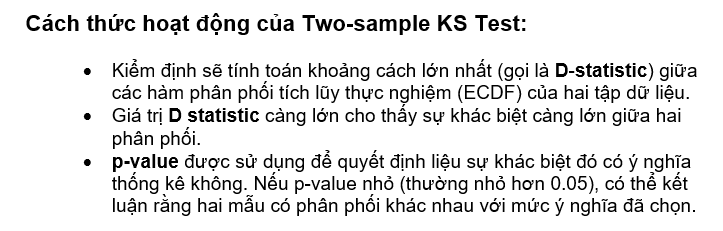 Cách thức hoạt động của Two-sample KS Test:
• Kiểm định sẽ tính toán khoảng cách lớn nhất (gọi là D-statistic) giữa
các hàm phân phối tích lũy thực nghiệm (ECDF) của hai tập dữ liệu.
• Giá trị D statistic càng lớn cho thấy sự khác biệt càng lớn giữa hai
phân phối.
• p-value được sử dụng để quyết định liệu sự khác biệt đó có ý nghĩa
thống kê không. Nếu p-value nhỏ (thường nhỏ hơn 0.05), có thể kết
luận rằng hai mẫu có phân phối khác nhau với mức ý nghĩa đã chọn.